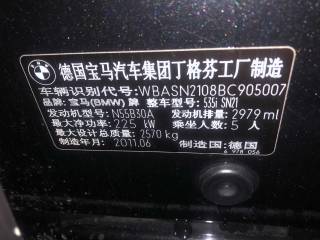 德国宝马汽车集团丁格芬工厂制造
车辆识别代号:WBASN2108BC905007
品牌:宝马(BMW)牌 整车型号:535i SN21
发动机型号:N55B30A 发动机排量:2979 ml
最大净功率:225 kW 乘坐人数:5 人
最大设计总质量:2570 kg
制造年月:2011.06 制造国:德国
6 978 056